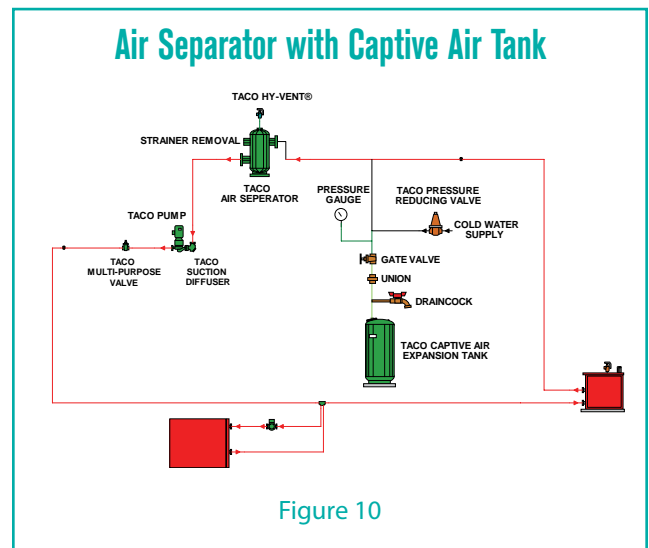 Air Separator with Captive Air Tank
TACO HY-VENT®
STRAINER REMOVAL
TACO
AIR SEPERATOR
PRESSURE
GAUGE
TACO PRESSURE
REDUCING VALVE
COLD WATER
SUPPLY
TACO PUMP
TACO
MULTI-PURPOSE
VALVE
TACO
SUCTION
DIFFUSER
GATE VALVE
UNION
DRAINCOCK
TACO CAPTIVE AIR
EXPANSION TANK
Figure 10